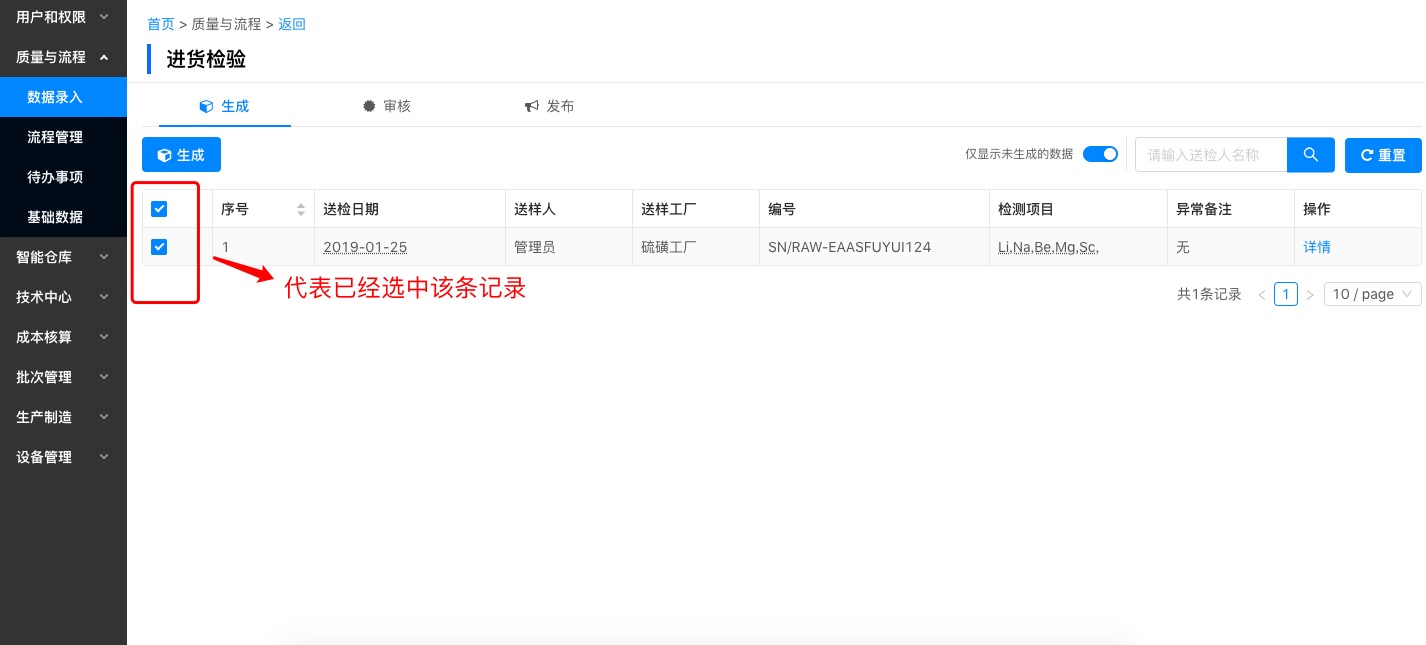 用户和权限
质量与流程
数据录入
流程管理
待办事项
基础数据
智能仓库
技术中心
成本核算
批次管理
生产制造
设备管理
首页 > 质量与流程 > 返回
进货检验
生成 审核 发布
生成 仅显示未生成的数据 请输入送检人名称 重置
序号 送检日期 送样人 送样工厂 编号 检测项目 异常备注 操作
1 2019-01-25 管理员 硫磺工厂 SN/RAW-EAASFUYUI124 Li,Na,Be,Mg,Sc, 无 详情
代表已经选中该条记录
共1条记录 < 1 > 10 / page